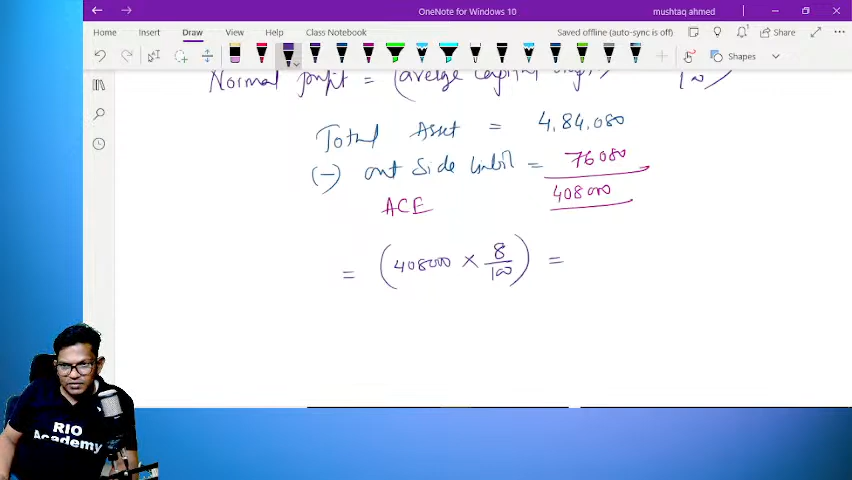 OneNote for Windows 10
mushtaq ahmed
Home Insert Draw View Help Class Notebook
Saved offline (auto-sync is off)
Share
Shapes
Normal profit = (averge capital
100)
Total Asset = 4,84,080
(-) out Side = 76080
ACE 408000
= (408000 × 8/100) =
RIO
Academy